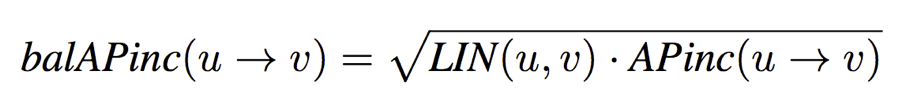 balAPinc(u → v) = √LIN(u, v) · APinc(u → v)